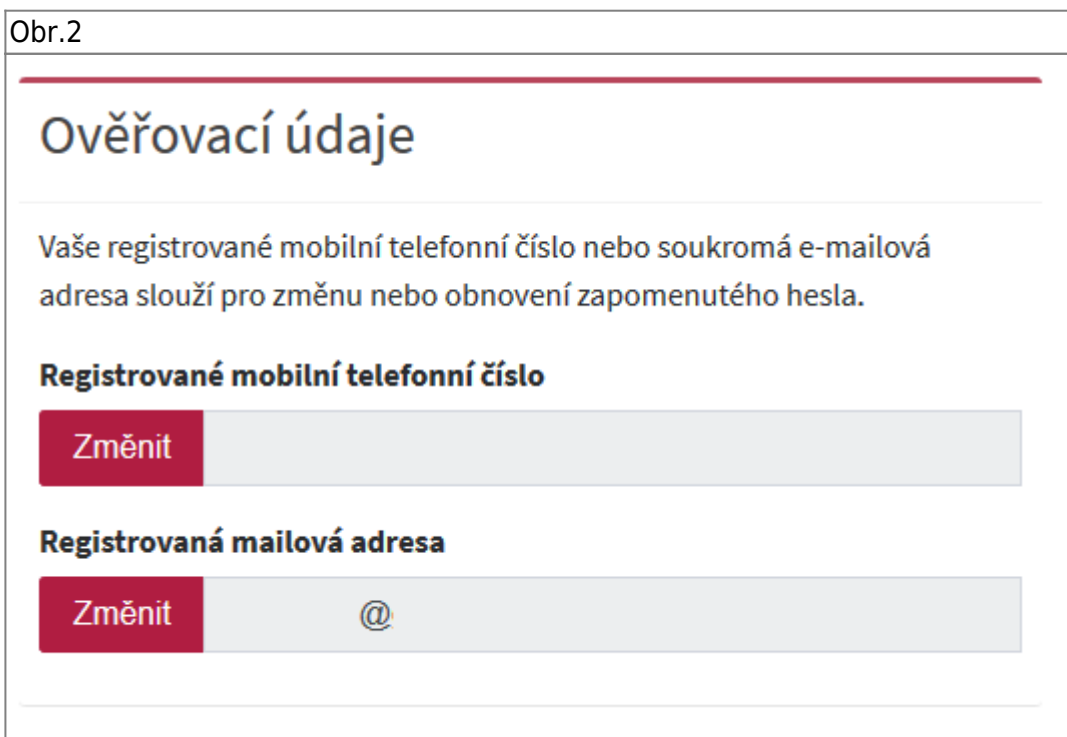 Obr.2
Ověřovací údaje
Vaše registrované mobilní telefonní číslo nebo soukromá e-mailová
adresa slouží pro změnu nebo obnovení zapomenutého hesla.
Registrované mobilní telefonní číslo
Změnit
Registrovaná mailová adresa
Změnit @